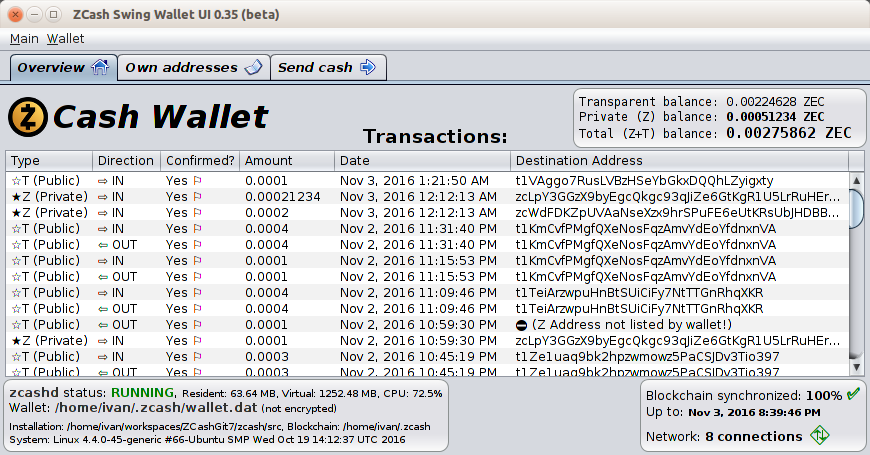 ZCash Swing Wallet UI 0.35 (beta)
Main Wallet
Overview Own addresses Send cash
Cash Wallet
Transactions:
Transparent balance: 0.00224628 ZEC
Private (Z) balance: 0.00051234 ZEC
Total (Z+T) balance: 0.00275862 ZEC
Type Direction Confirmed? Amount Date Destination Address
☆T (Public) ⇨ IN Yes ⚐ 0.0001 Nov 3, 2016 1:21:50 AM t1VAggo7RusLVBzHSeYbGkxDQQhLZyigxty
★Z (Private) ⇨ IN Yes ⚐ 0.00021234 Nov 3, 2016 12:12:13 AM zcLpY3GGzX9byEgcQkgc93qJiZe6GtKgR1U5LrRuHEr...
★Z (Private) ⇨ IN Yes ⚐ 0.0002 Nov 3, 2016 12:12:13 AM zcWdFDKZpUVAaNseXzx9hrSPuFE6eUtKRsUbJHDBB...
☆T (Public) ⇨ IN Yes ⚐ 0.0004 Nov 2, 2016 11:31:40 PM t1KmCvfPMgfQXeNosFqzAmvYdEoYfdnxnVA
☆T (Public) ⇦ OUT Yes ⚐ 0.0004 Nov 2, 2016 11:31:40 PM t1KmCvfPMgfQXeNosFqzAmvYdEoYfdnxnVA
☆T (Public) ⇨ IN Yes ⚐ 0.0001 Nov 2, 2016 11:15:53 PM t1KmCvfPMgfQXeNosFqzAmvYdEoYfdnxnVA
☆T (Public) ⇦ OUT Yes ⚐ 0.0001 Nov 2, 2016 11:15:53 PM t1KmCvfPMgfQXeNosFqzAmvYdEoYfdnxnVA
☆T (Public) ⇨ IN Yes ⚐ 0.0004 Nov 2, 2016 11:09:46 PM t1TeiArzwpuHnBtSUiCiFy7NtTTGnRhqXKR
☆T (Public) ⇦ OUT Yes ⚐ 0.0004 Nov 2, 2016 11:09:46 PM t1TeiArzwpuHnBtSUiCiFy7NtTTGnRhqXKR
☆T (Public) ⇦ OUT Yes ⚐ 0.0001 Nov 2, 2016 10:59:30 PM ⛔ (Z Address not listed by wallet!)
★Z (Private) ⇨ IN Yes ⚐ 0.0001 Nov 2, 2016 10:59:30 PM zcLpY3GGzX9byEgcQkgc93qJiZe6GtKgR1U5LrRuHEr...
☆T (Public) ⇨ IN Yes ⚐ 0.0003 Nov 2, 2016 10:45:19 PM t1Ze1uaq9bk2hpzwmowz5PaCSJDv3Tio397
☆T (Public) ⇦ OUT Yes ⚐ 0.0003 Nov 2, 2016 10:45:19 PM t1Ze1uaq9bk2hpzwmowz5PaCSJDv3Tio397
zcashd status: RUNNING, Resident: 63.64 MB, Virtual: 1252.48 MB, CPU: 72.5%
Wallet: /home/ivan/.zcash/wallet.dat (not encrypted)
Installation: /home/ivan/workspaces/ZCashGit7/zcash/src, Blockchain: /home/ivan/.zcash
System: Linux 4.4.0-45-generic #66-Ubuntu SMP Wed Oct 19 14:12:37 UTC 2016
Blockchain synchronized: 100% ✔
Up to: Nov 3, 2016 8:39:46 PM
Network: 8 connections